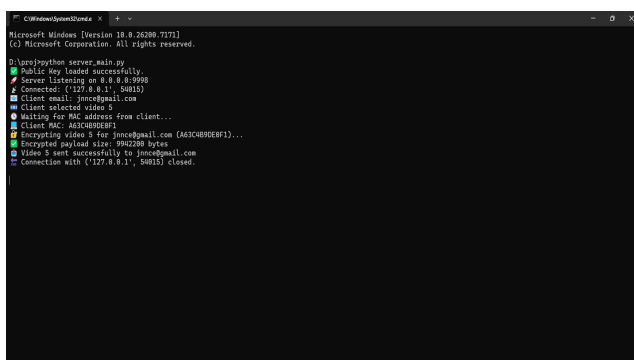 C:\Windows\System32\cmd.e
Microsoft Windows [Version 10.0.26200.7171]
(c) Microsoft Corporation. All rights reserved.
D:\proj>python server_main.py
✅ Public Key loaded successfully.
🚀 Server listening on 0.0.0.0:9998
Connected: ('127.0.0.1', 54015)
📧 Client email: jnnce@gmail.com
Client selected video 5
Waiting for MAC address from client...
Client MAC: A63C4B9DE8F1
🔐 Encrypting video 5 for jnnce@gmail.com (A63C4B9DE8F1)...
✅ Encrypted payload size: 9942200 bytes
Video 5 sent successfully to jnnce@gmail.com
Connection with ('127.0.0.1', 54015) closed.